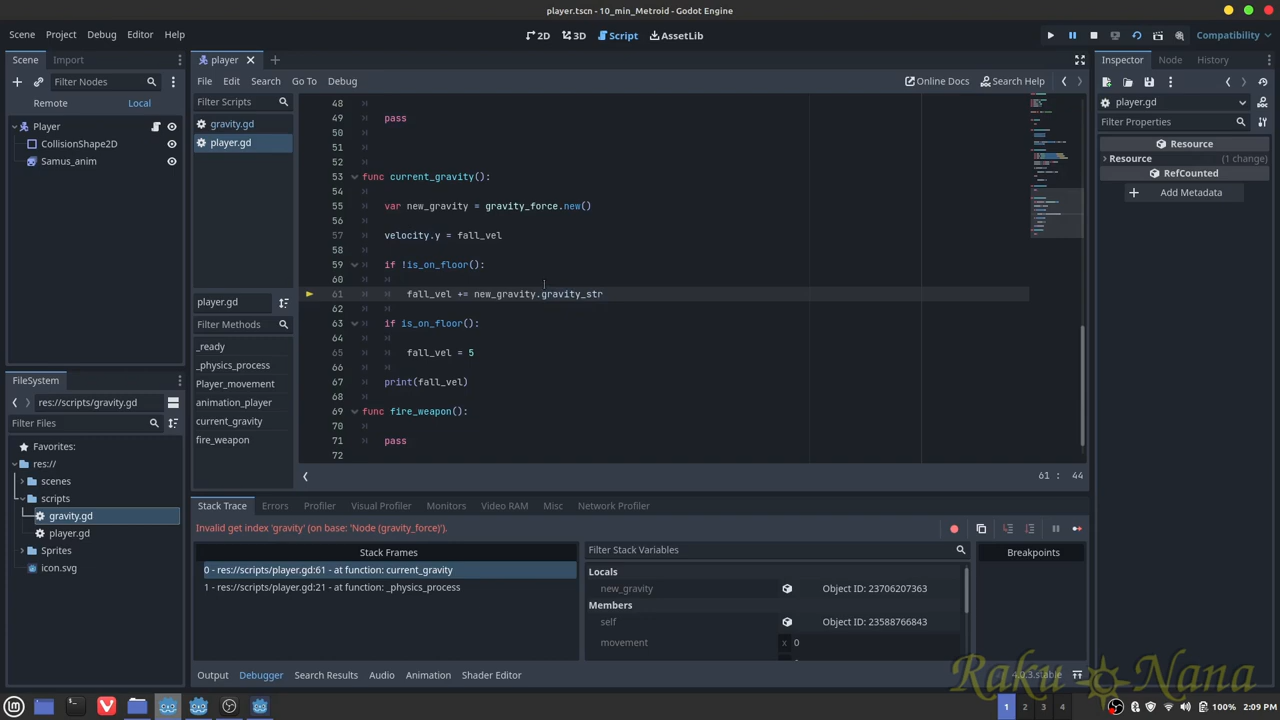 player.tscn - 10_min_Metroid - Godot Engine
Scene Project Debug Editor Help
2D 3D Script AssetLib
Compatibility
Scene Import
player
Inspector Node History
Filter Nodes
File Edit Search Go To Debug
Online Docs Search Help
Remote Local
Filter Scripts
player.gd
Filter Properties
Player
CollisionShape2D
Samus_anim
gravity.gd
player.gd
Resource
Resource (1 change)
RefCounted
Add Metadata
48
49 pass
50
51
52
53 func current_gravity():
54
55 var new_gravity = gravity_force.new()
56
57 velocity.y = fall_vel
58
59 if !is_on_floor():
60
61 fall_vel += new_gravity.gravity_str
62
63 if is_on_floor():
64
65 fall_vel = 5
66
67 print(fall_vel)
68
69 func fire_weapon():
70
71 pass
72
61 : 44
player.gd
Filter Methods
_ready
_physics_process
Player_movement
animation_player
current_gravity
fire_weapon
FileSystem
res://scripts/gravity.gd
Filter Files
Favorites:
res://
scenes
scripts
gravity.gd
player.gd
Sprites
icon.svg
Stack Trace Errors Profiler Visual Profiler Monitors Video RAM Misc Network Profiler
Invalid get index 'gravity' (on base: 'Node (gravity_force)').
Stack Frames
0 - res://scripts/player.gd:61 - at function: current_gravity
1 - res://scripts/player.gd:21 - at function: _physics_process
Filter Stack Variables
Locals
new_gravity Object ID: 23706207363
Members
self Object ID: 23588766843
movement x 0
Breakpoints
Output Debugger Search Results Audio Animation Shader Editor
4.0.3.stable
Raku Nana
1 2 3 4
100% 2:09 PM